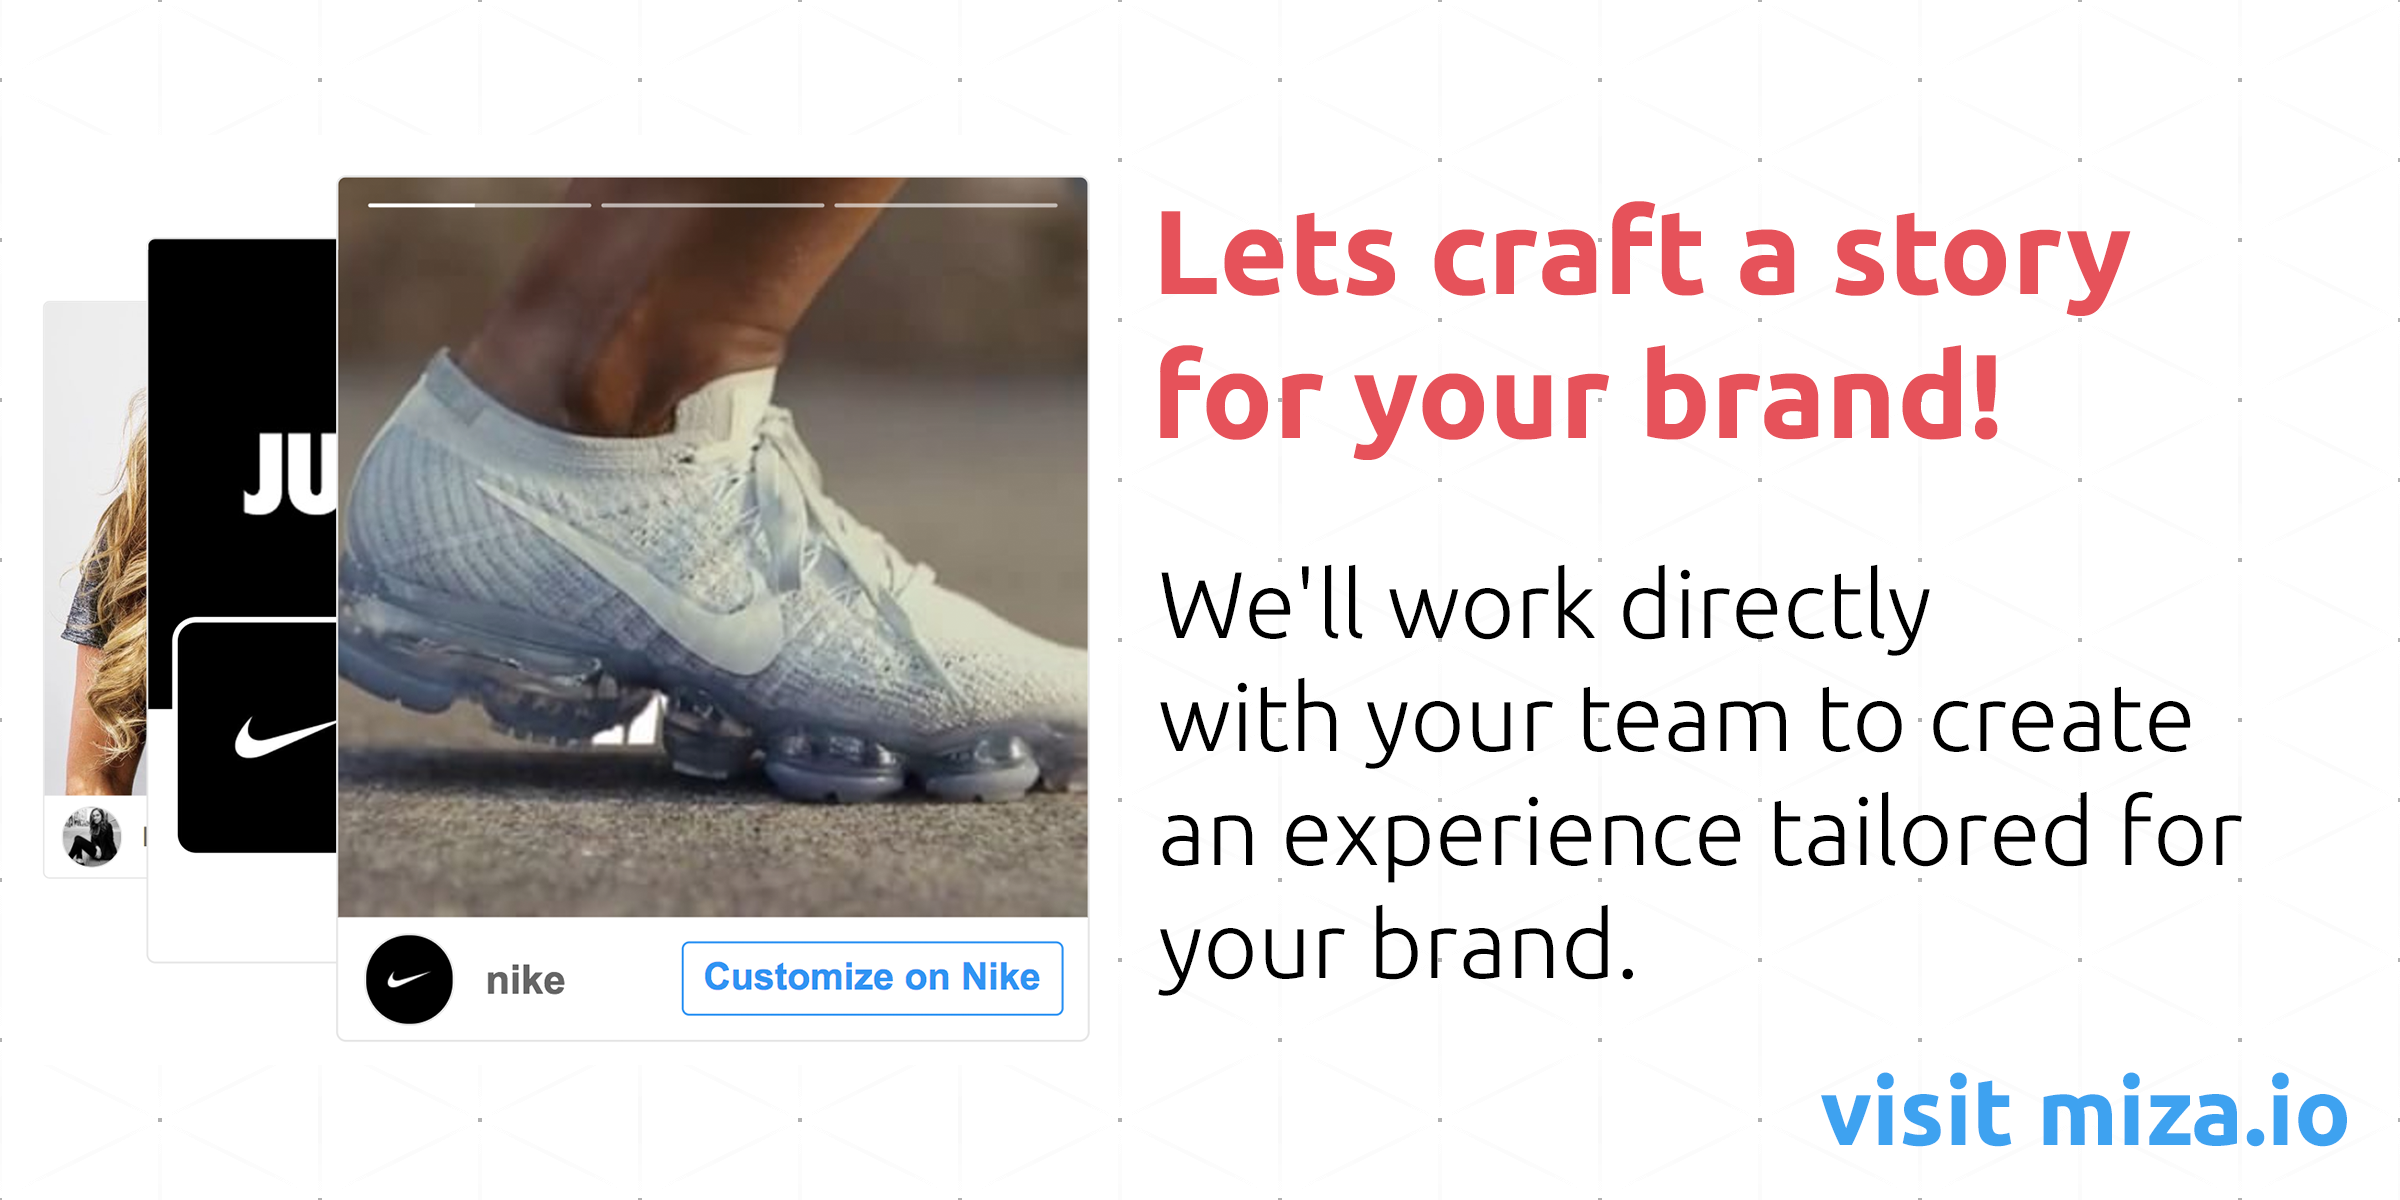 JU
nike
Customize on Nike
Lets craft a story
for your brand!
We'll work directly
with your team to create
an experience tailored for
your brand.
visit miza.io